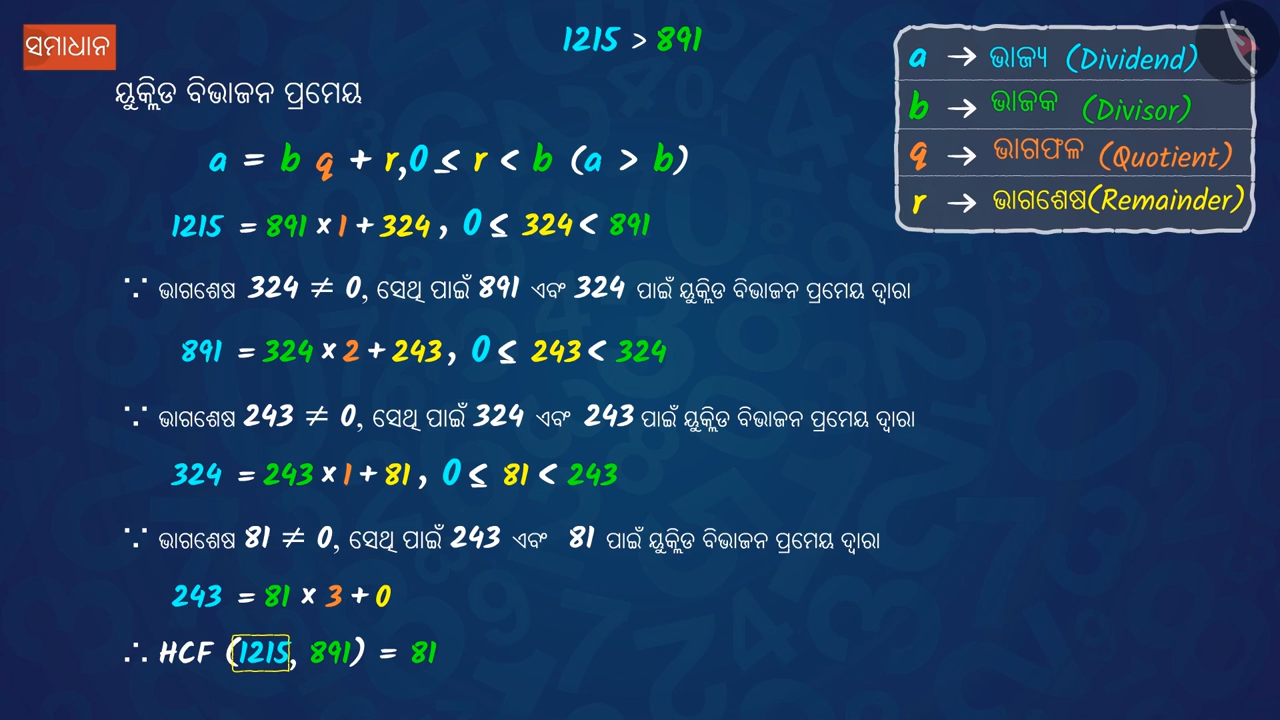 ସମାଧାନ
1215 > 891
ୟୁକ୍ଲିଡ ବିଭାଜନ ପ୍ରମେୟ
a = b q + r, 0 ≤ r < b (a > b)
1215 = 891 × 1 + 324, 0 ≤ 324 < 891
∵ ଭାଗଶେଷ 324 ≠ 0, ସେଥି ପାଇଁ 891 ଏବଂ 324 ପାଇଁ ୟୁକ୍ଲିଡ ବିଭାଜନ ପ୍ରମେୟ ଦ୍ୱାରା
891 = 324 × 2 + 243, 0 ≤ 243 < 324
∵ ଭାଗଶେଷ 243 ≠ 0, ସେଥି ପାଇଁ 324 ଏବଂ 243 ପାଇଁ ୟୁକ୍ଲିଡ ବିଭାଜନ ପ୍ରମେୟ ଦ୍ୱାରା
324 = 243 × 1 + 81, 0 ≤ 81 < 243
∵ ଭାଗଶେଷ 81 ≠ 0, ସେଥି ପାଇଁ 243 ଏବଂ 81 ପାଇଁ ୟୁକ୍ଲିଡ ବିଭାଜନ ପ୍ରମେୟ ଦ୍ୱାରା
243 = 81 × 3 + 0
∴ HCF (1215, 891) = 81
a → ଭାଜ୍ୟ (Dividend)
b → ଭାଜକ (Divisor)
q → ଭାଗଫଳ (Quotient)
r → ଭାଗଶେଷ(Remainder)